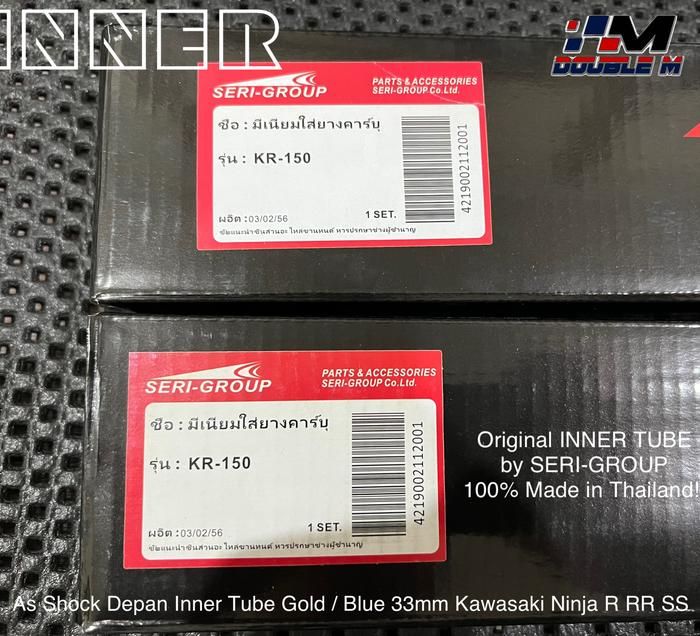 INNER
HM
DOUBLE M
SERI-GROUP
PARTS & ACCESSORIES
SERI-GROUP Co.Ltd.
ชื่อ : มีเนียมใส่ยางคาร์บุ
รุ่น : KR-150
4219002112001
ผลิต : 03/02/56
1 SET.
SERI-GROUP
PARTS & ACCESSORIES
SERI-GROUP Co.Ltd.
ชื่อ : มีเนียมใส่ยางคาร์บุ
รุ่น : KR-150
4219002112001
ผลิต : 03/02/56
1 SET.
Original INNER TUBE
by SERI-GROUP
100% Made in Thailand!
As Shock Depan Inner Tube Gold / Blue 33mm Kawasaki Ninja R RR SS